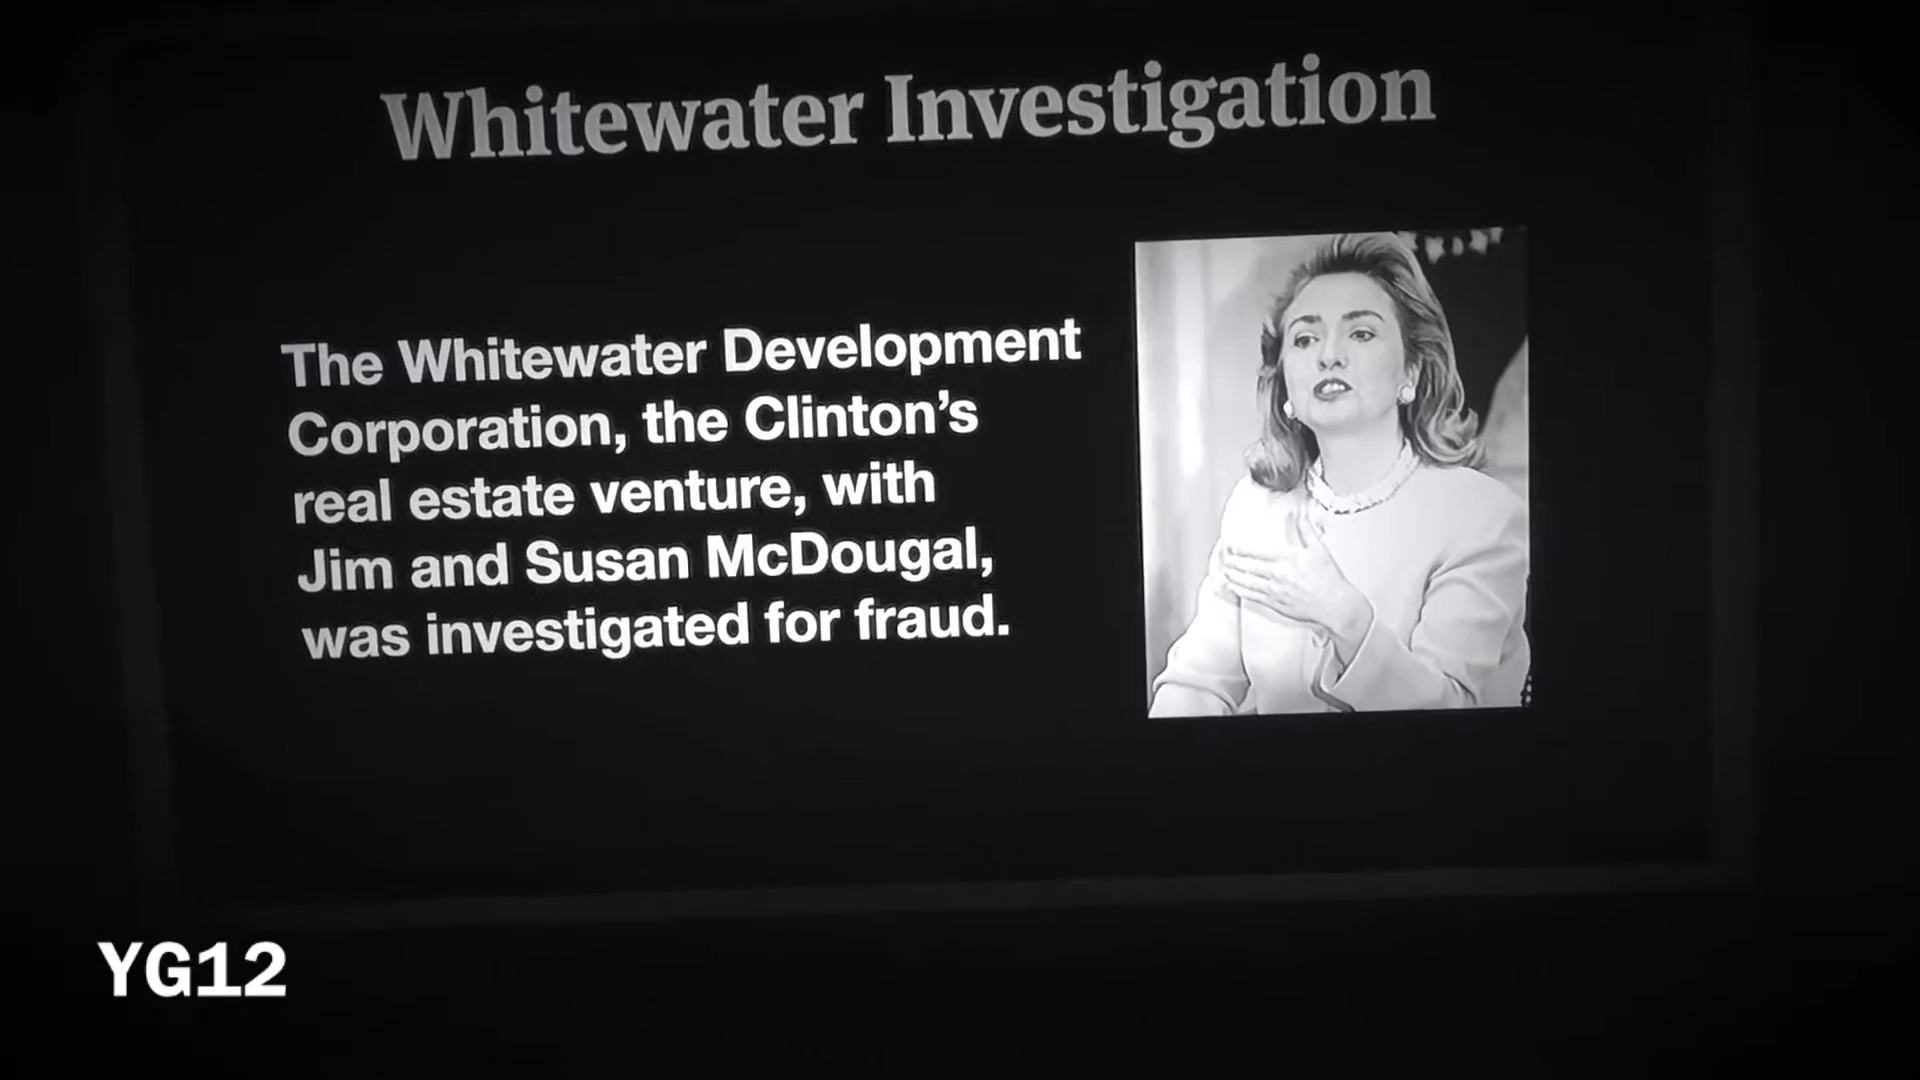 Whitewater Investigation
The Whitewater Development
Corporation, the Clinton’s
real estate venture, with
Jim and Susan McDougal,
was investigated for fraud.
YG12